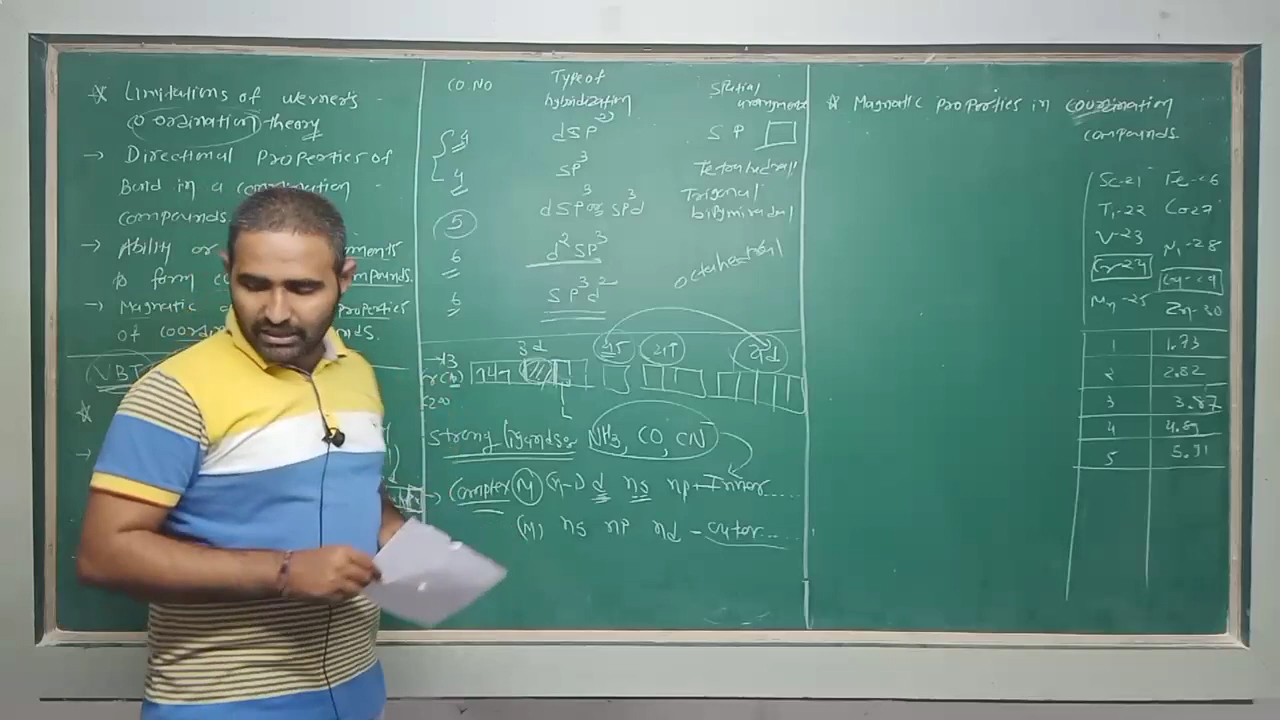 * Limitations of werner's
coordination theory
→ Directional Properties of
Bond in a coordination
compounds.
→ Ability or
to form
compounds.
→ Magnetic
properties
of
(VBT
CO.NO
Type of
hybridization
Spatial
arrangment
4
dsp²
SP
4
SP³
Tetrahedral
5
dSP³ or SP³d
Trigonal
bipymiradal
6
d²SP³
octahedral
6
SP³d²
3d
4s
4P
4d
Strong ligands NH₃, CO, CN⁻
→ Complex (M) (n-1)d ns np → Inner.....
(M) ns np nd - outer.....
* Magnetic properties in coordination
compounds
Sc-21
Ti-22
V-23
Cr-24
Mn-25
Fe-26
Co 27
Ni-28
Cu-29
Zn-30
1 1.73
2 2.82
3 3.87
4 4.89
5 5.91